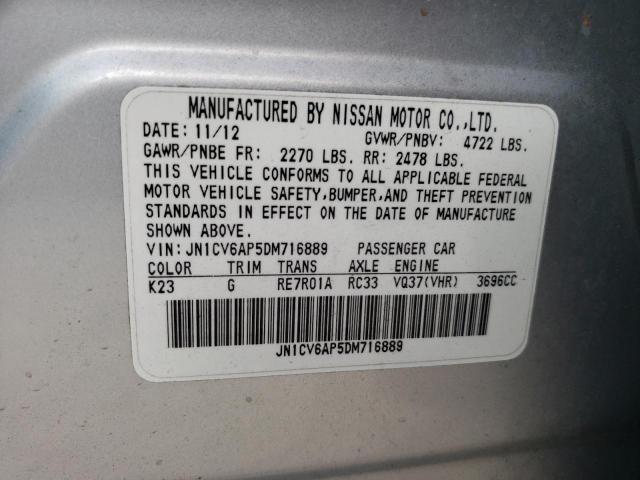 MANUFACTURED BY NISSAN MOTOR CO.,LTD.
DATE: 11/12 GVWR/PNBV: 4722 LBS.
GAWR/PNBE FR: 2270 LBS. RR: 2478 LBS.
THIS VEHICLE CONFORMS TO ALL APPLICABLE FEDERAL
MOTOR VEHICLE SAFETY,BUMPER,AND THEFT PREVENTION
STANDARDS IN EFFECT ON THE DATE OF MANUFACTURE
SHOWN ABOVE.
VIN: JN1CV6AP5DM716889 PASSENGER CAR
COLOR TRIM TRANS AXLE ENGINE
K23 G RE7R01A RC33 VQ37(VHR) 3696CC
JN1CV6AP5DM716889